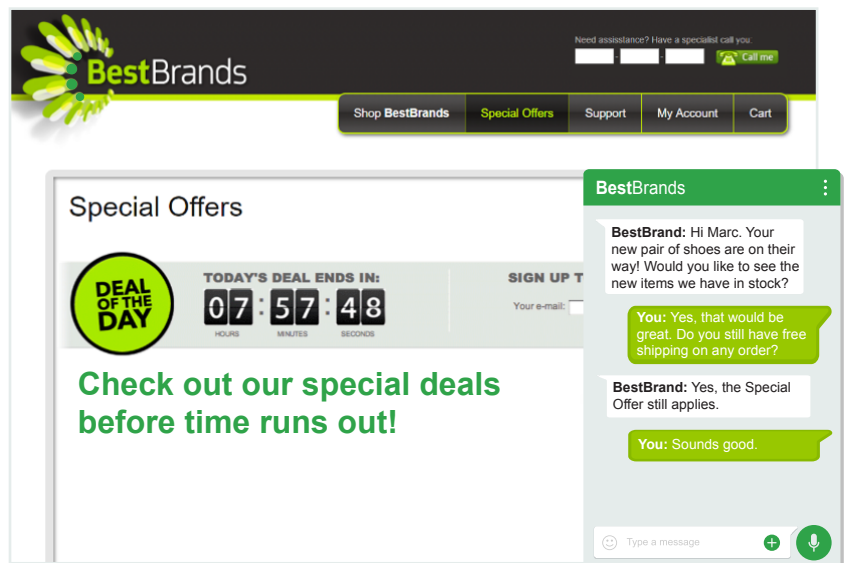 BestBrands
Need assisstance? Have a specialist call you:
Call me
Shop BestBrands Special Offers Support My Account Cart
Special Offers
DEAL
OF THE
DAY
TODAY'S DEAL ENDS IN:
07:57:48
HOURS MINUTES SECONDS
SIGN UP T
Your e-mail:
Check out our special deals
before time runs out!
BestBrands
BestBrand: Hi Marc. Your
new pair of shoes are on their
way! Would you like to see the
new items we have in stock?
You: Yes, that would be
great. Do you still have free
shipping on any order?
BestBrand: Yes, the Special
Offer still applies.
You: Sounds good.
Type a message